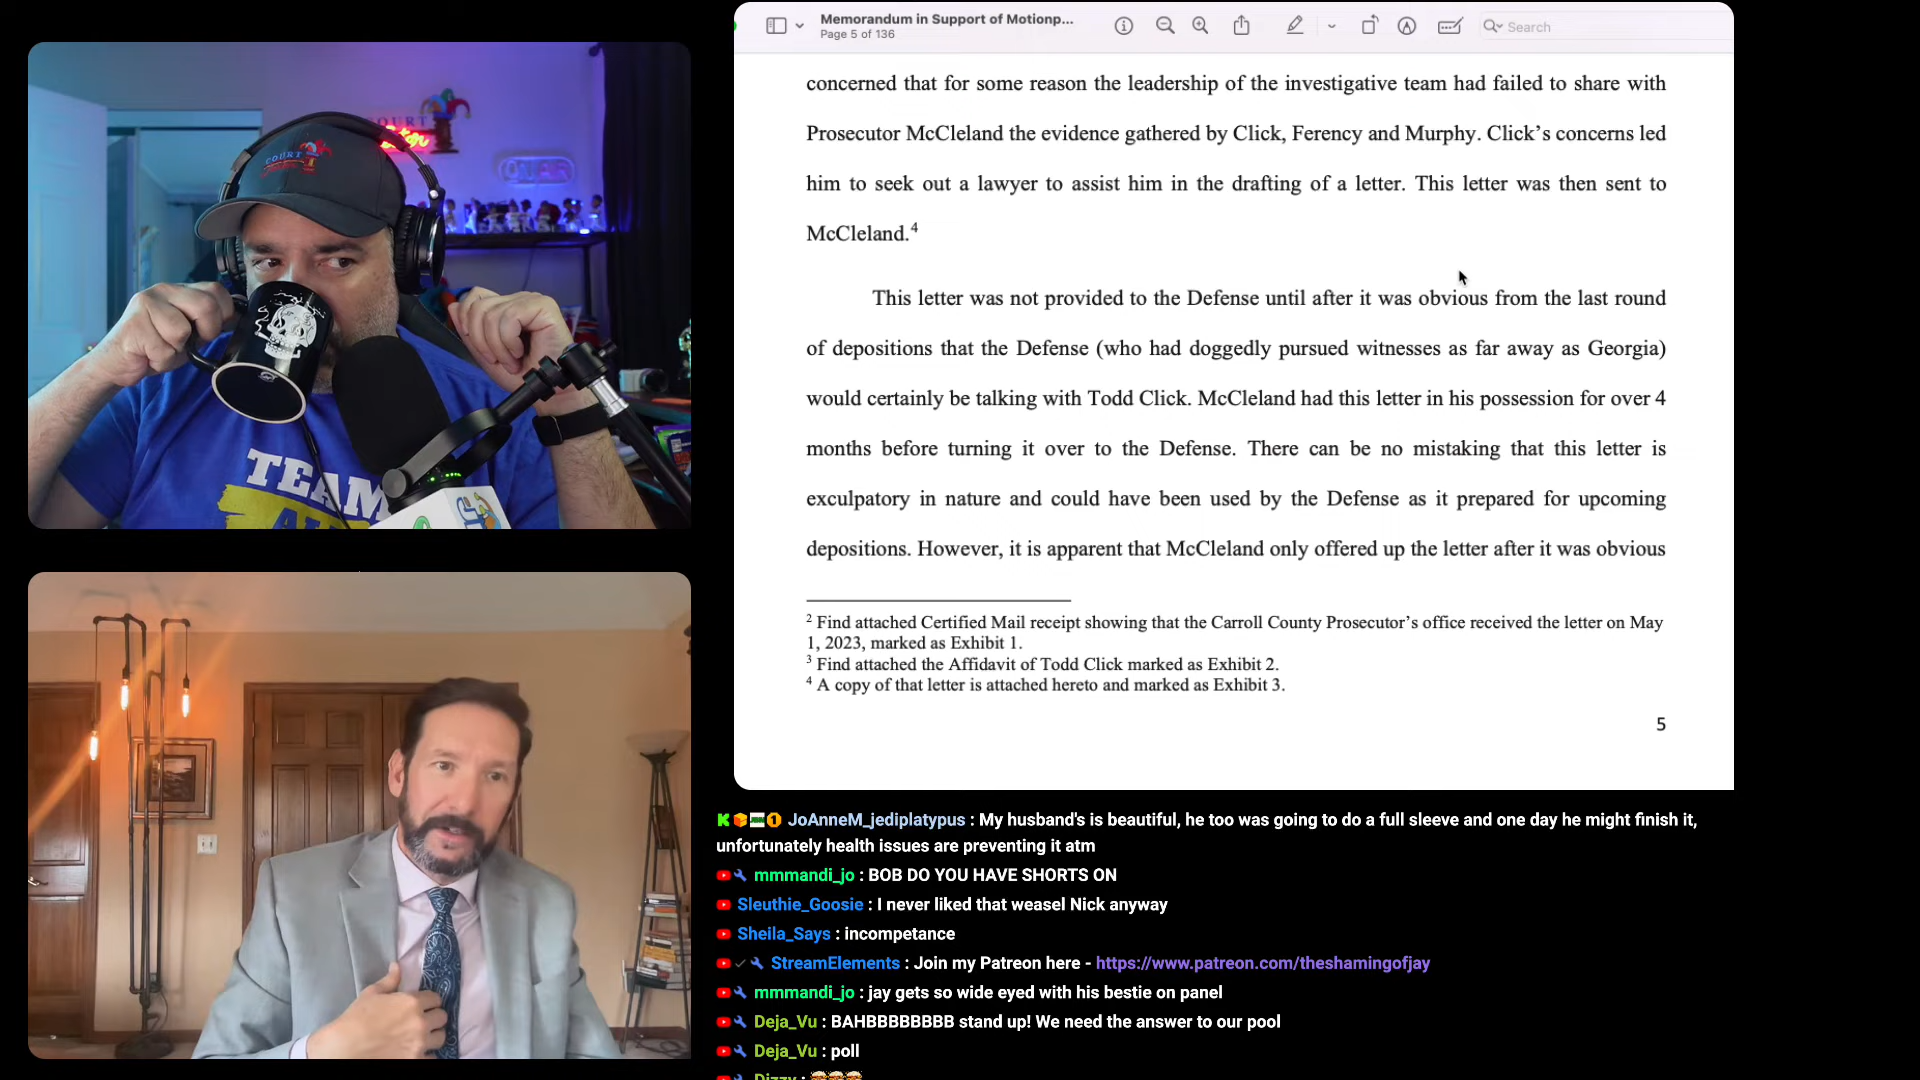 Memorandum in Support of Motionp...
Page 5 of 136
Search
concerned that for some reason the leadership of the investigative team had failed to share with
Prosecutor McCleland the evidence gathered by Click, Ferency and Murphy. Click's concerns led
him to seek out a lawyer to assist him in the drafting of a letter. This letter was then sent to
McCleland.4
This letter was not provided to the Defense until after it was obvious from the last round
of depositions that the Defense (who had doggedly pursued witnesses as far away as Georgia)
would certainly be talking with Todd Click. McCleland had this letter in his possession for over 4
months before turning it over to the Defense. There can be no mistaking that this letter is
exculpatory in nature and could have been used by the Defense as it prepared for upcoming
depositions. However, it is apparent that McCleland only offered up the letter after it was obvious
2 Find attached Certified Mail receipt showing that the Carroll County Prosecutor's office received the letter on May
1, 2023, marked as Exhibit 1.
3 Find attached the Affidavit of Todd Click marked as Exhibit 2.
4 A copy of that letter is attached hereto and marked as Exhibit 3.
5
COURT
ON AIR
COURT
TEAM
JoAnneM_jediplatypus : My husband's is beautiful, he too was going to do a full sleeve and one day he might finish it,
unfortunately health issues are preventing it atm
mmmandi_jo : BOB DO YOU HAVE SHORTS ON
Sleuthie_Goosie : I never liked that weasel Nick anyway
Sheila_Says : incompetance
StreamElements : Join my Patreon here - https://www.patreon.com/theshamingofjay
mmmandi_jo : jay gets so wide eyed with his bestie on panel
Deja_Vu : BAHBBBBBBBB stand up! We need the answer to our pool
Deja_Vu : poll
Dizzy :